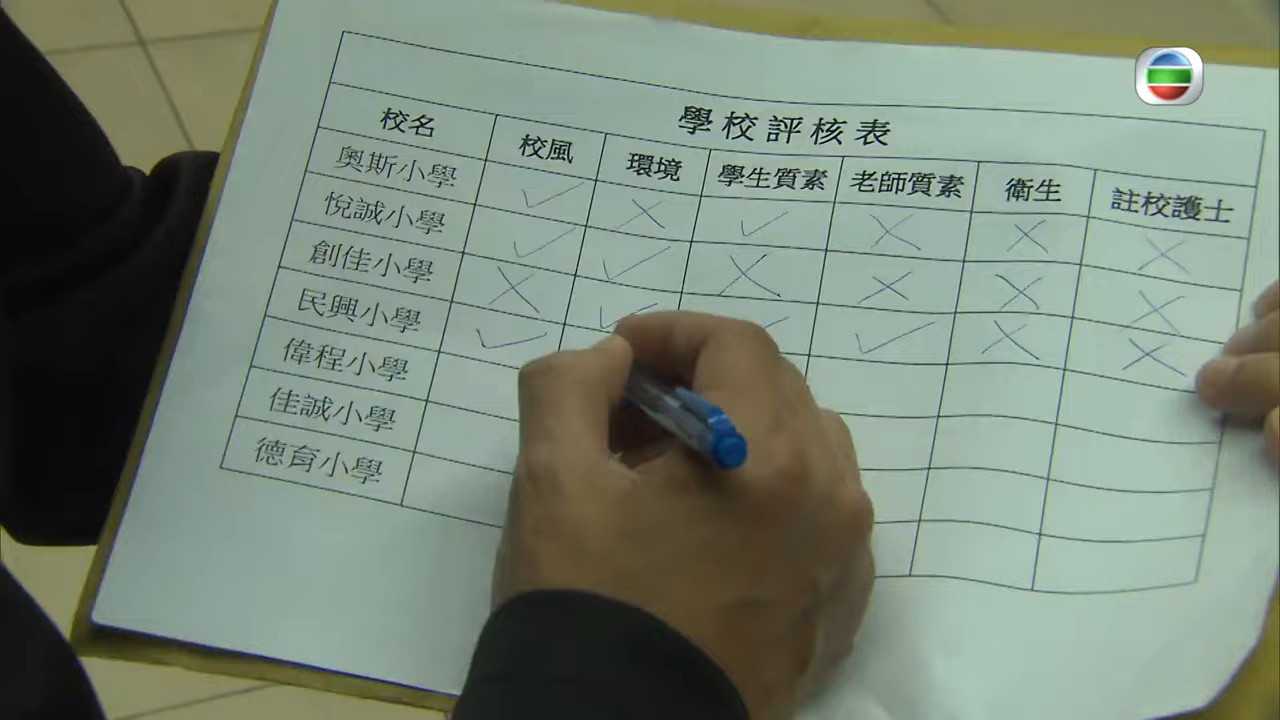 學校評核表
校名 校風 環境 學生質素 老師質素 衛生 註校護士
奧斯小學 ✓ × ✓ × × ×
悅誠小學 ✓ ✓ × × × ×
創佳小學 × ✓ ✓ ✓ × ×
民興小學 ✓
偉程小學
佳誠小學
德育小學